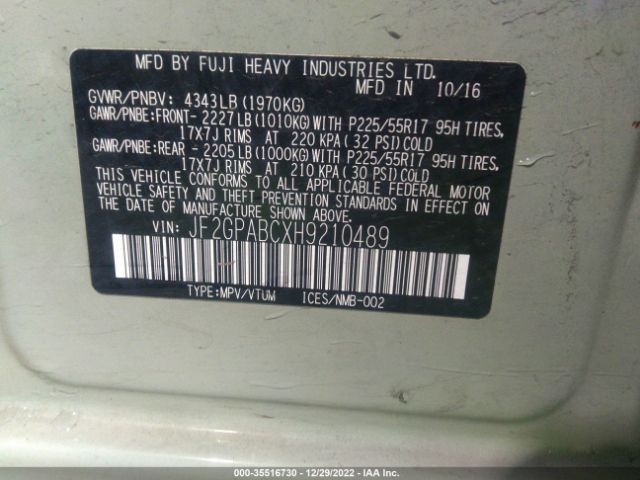 MFD BY FUJI HEAVY INDUSTRIES LTD.
MFD IN 10/16
GVWR/PNBV: 4343LB (1970KG)
GAWR/PNBE:FRONT- 2227 LB (1010KG) WITH P225/55R17 95H TIRES,
17X7J RIMS AT 220 KPA (32 PSI) COLD
GAWR/PNBE:REAR - 2205 LB (1000KG) WITH P225/55R17 95H TIRES,
17X7J RIMS AT 210 KPA (30 PSI) COLD
THIS VEHICLE CONFORMS TO ALL APPLICABLE FEDERAL MOTOR
VEHICLE SAFETY AND THEFT PREVENTION STANDARDS IN EFFECT
ON THE DATE OF MANUFACTURE SHOWN ABOVE.
VIN: JF2GPABCXH9210489
TYPE:MPV/VTUM ICES/NMB-002
000-35516730 - 12/29/2022 - IAA Inc.